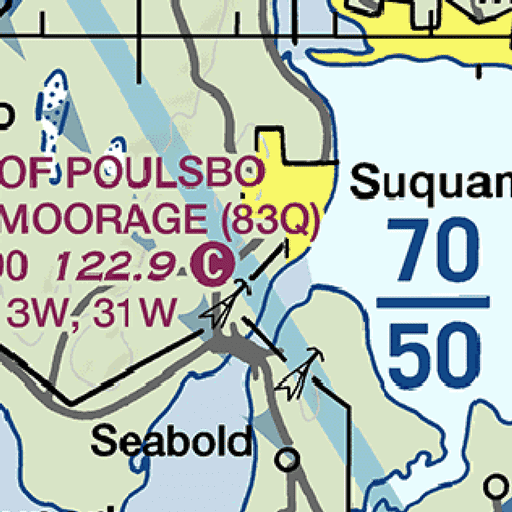 OF POULSBO
MOORAGE (83Q)
00 122.9 C
3W, 31W
Suquam
70
50
Seabold